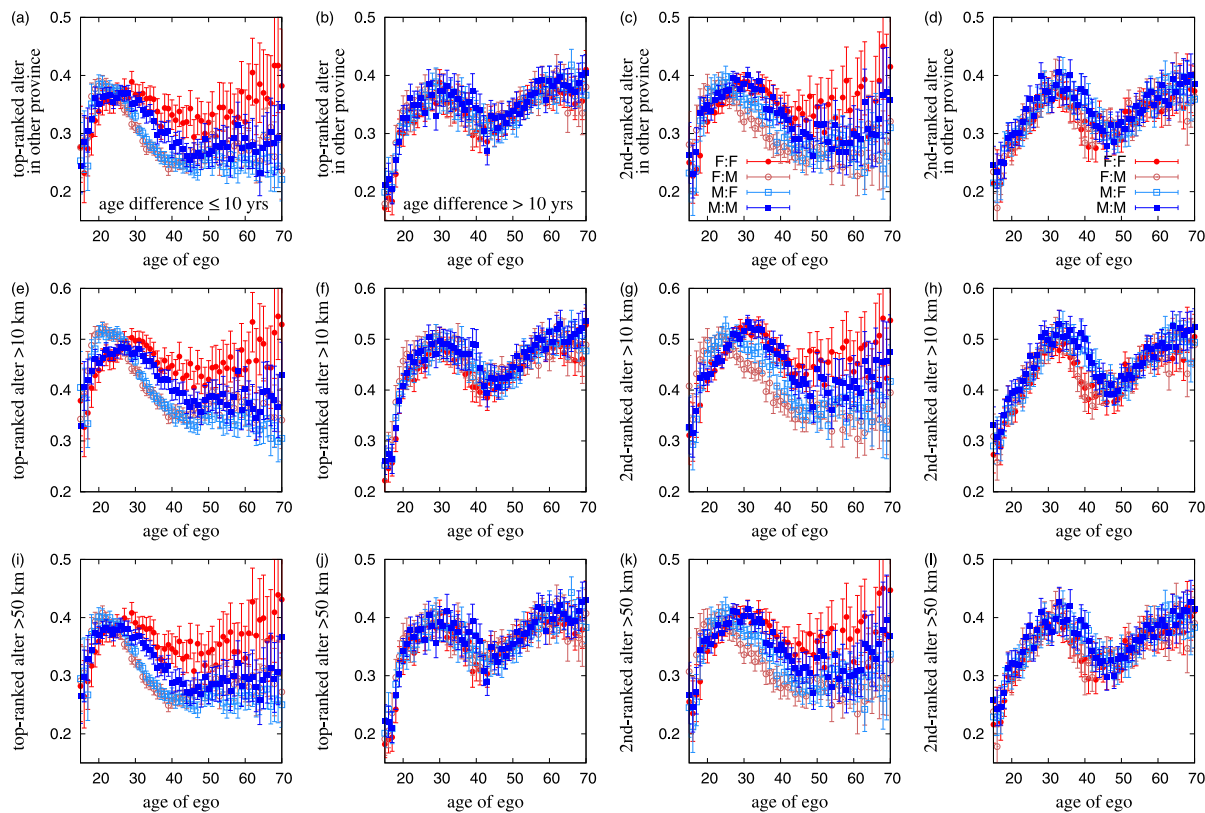 (a)
top-ranked alter
in other province
0.5
0.4
0.3
0.2
age difference ≤ 10 yrs
20 30 40 50 60 70
age of ego
(b)
top-ranked alter
in other province
0.5
0.4
0.3
0.2
age difference > 10 yrs
20 30 40 50 60 70
age of ego
(c)
2nd-ranked alter
in other province
0.5
0.4
0.3
0.2
F:F
F:M
M:F
M:M
20 30 40 50 60 70
age of ego
(d)
2nd-ranked alter
in other province
0.5
0.4
0.3
0.2
F:F
F:M
M:F
M:M
20 30 40 50 60 70
age of ego
(e)
top-ranked alter >10 km
0.6
0.5
0.4
0.3
0.2
20 30 40 50 60 70
age of ego
(f)
top-ranked alter >10 km
0.6
0.5
0.4
0.3
0.2
20 30 40 50 60 70
age of ego
(g)
2nd-ranked alter >10 km
0.6
0.5
0.4
0.3
0.2
20 30 40 50 60 70
age of ego
(h)
2nd-ranked alter >10 km
0.6
0.5
0.4
0.3
0.2
20 30 40 50 60 70
age of ego
(i)
top-ranked alter >50 km
0.5
0.4
0.3
0.2
20 30 40 50 60 70
age of ego
(j)
top-ranked alter >50 km
0.5
0.4
0.3
0.2
20 30 40 50 60 70
age of ego
(k)
2nd-ranked alter >50 km
0.5
0.4
0.3
0.2
20 30 40 50 60 70
age of ego
(l)
2nd-ranked alter >50 km
0.5
0.4
0.3
0.2
20 30 40 50 60 70
age of ego